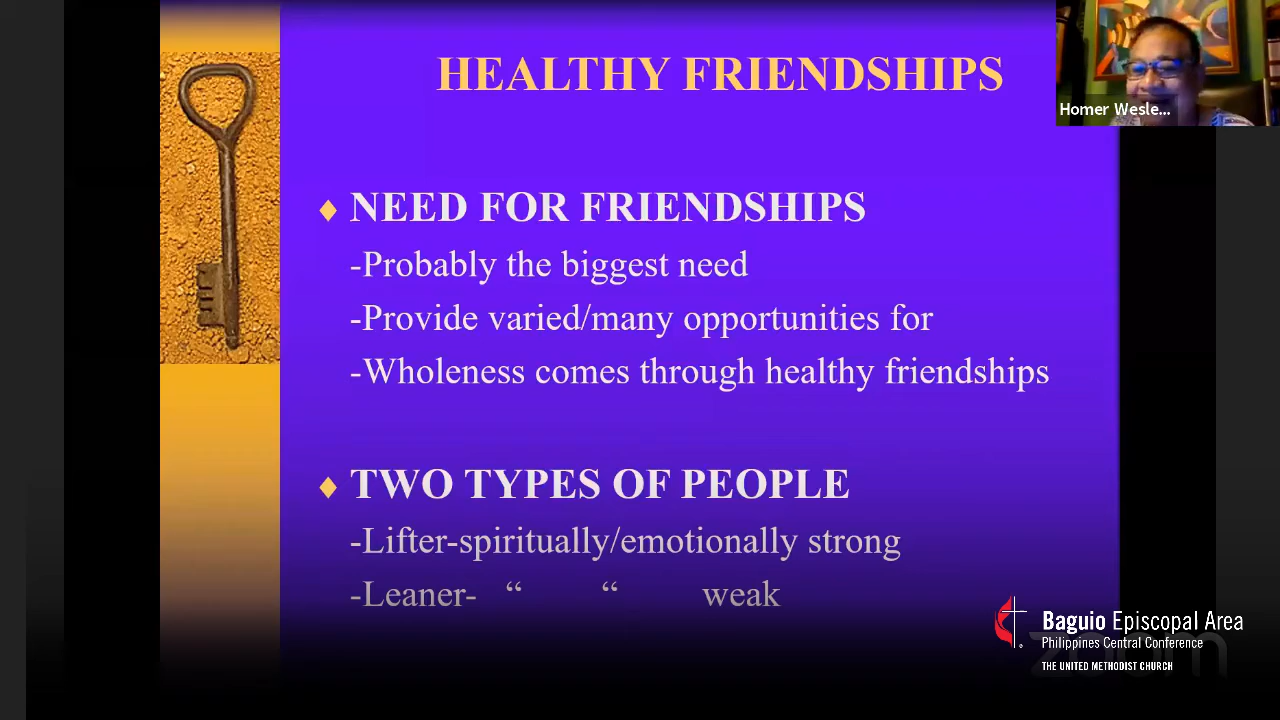 HEALTHY FRIENDSHIPS
Homer Wesle...
NEED FOR FRIENDSHIPS
-Probably the biggest need
-Provide varied/many opportunities for
-Wholeness comes through healthy friendships
TWO TYPES OF PEOPLE
-Lifter-spiritually/emotionally strong
-Leaner- “ “ weak
Baguio Episcopal Area
Philippines Central Conference
zoom
THE UNITED METHODIST CHURCH